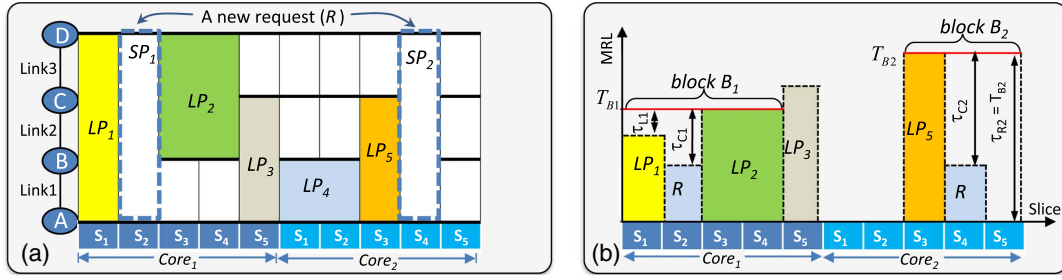 A new request (R)
D
C
B
A
Link3
Link2
Link1
LP1
SP1
LP2
LP3
LP4
LP5
SP2
S1 S2 S3 S4 S5 S1 S2 S3 S4 S5
Core1 Core2
(a)
MRL
block B1
block B2
TB1
TB2
τL1
τC1
τC2
τR2 = TB2
LP1
R
LP2
LP3
LP5
R
Slice
S1 S2 S3 S4 S5 S1 S2 S3 S4 S5
Core1 Core2
(b)